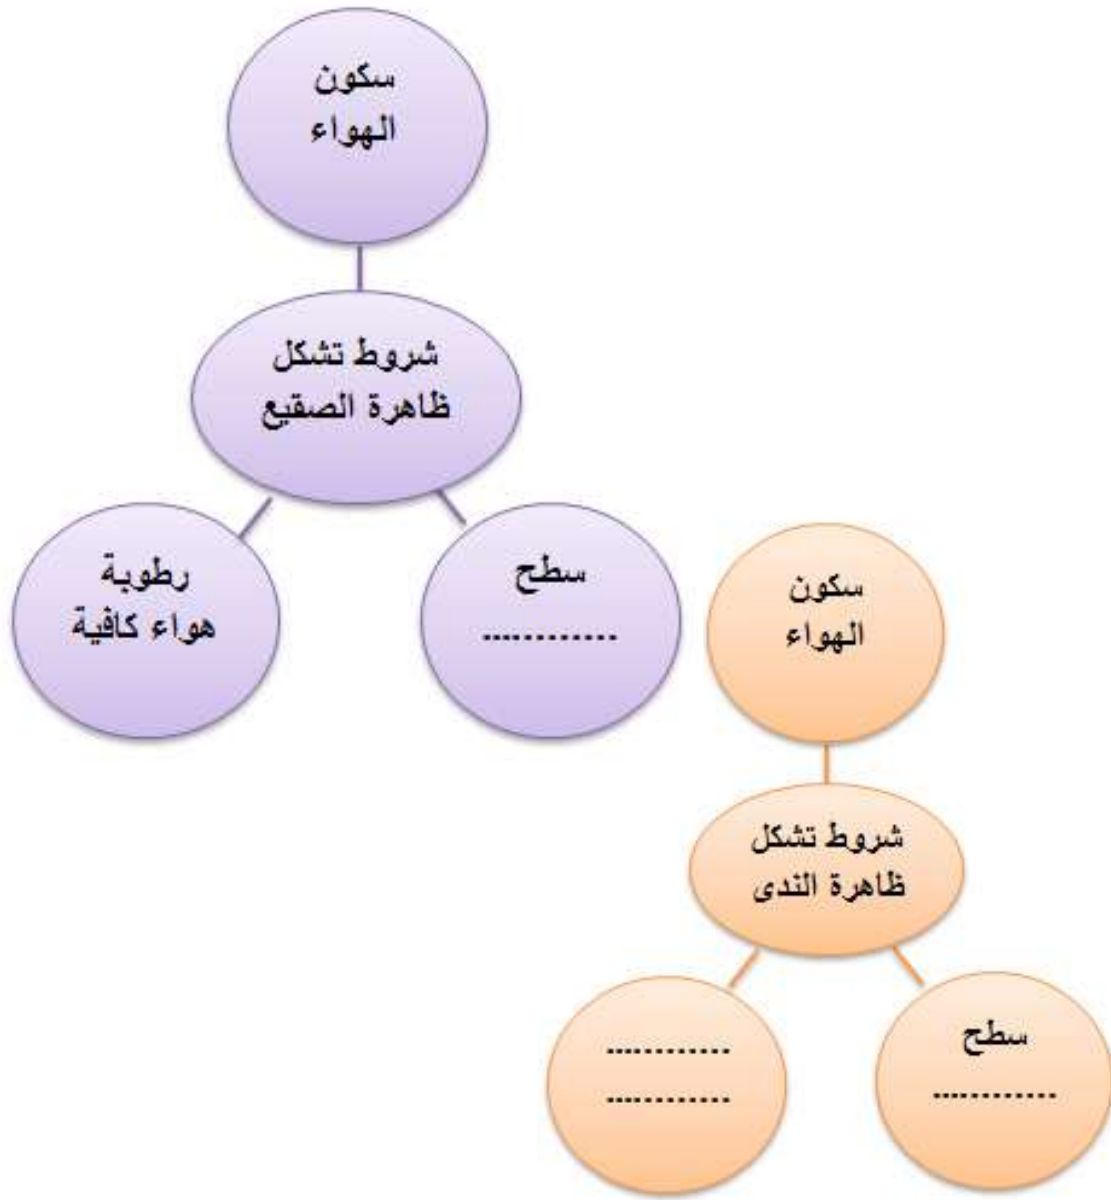 سكون
الهواء
شروط تشكل
ظاهرة الصقيع
سطح
................
رطوبة
هواء كافية
سكون
الهواء
شروط تشكل
ظاهرة الندى
سطح
................
................
................